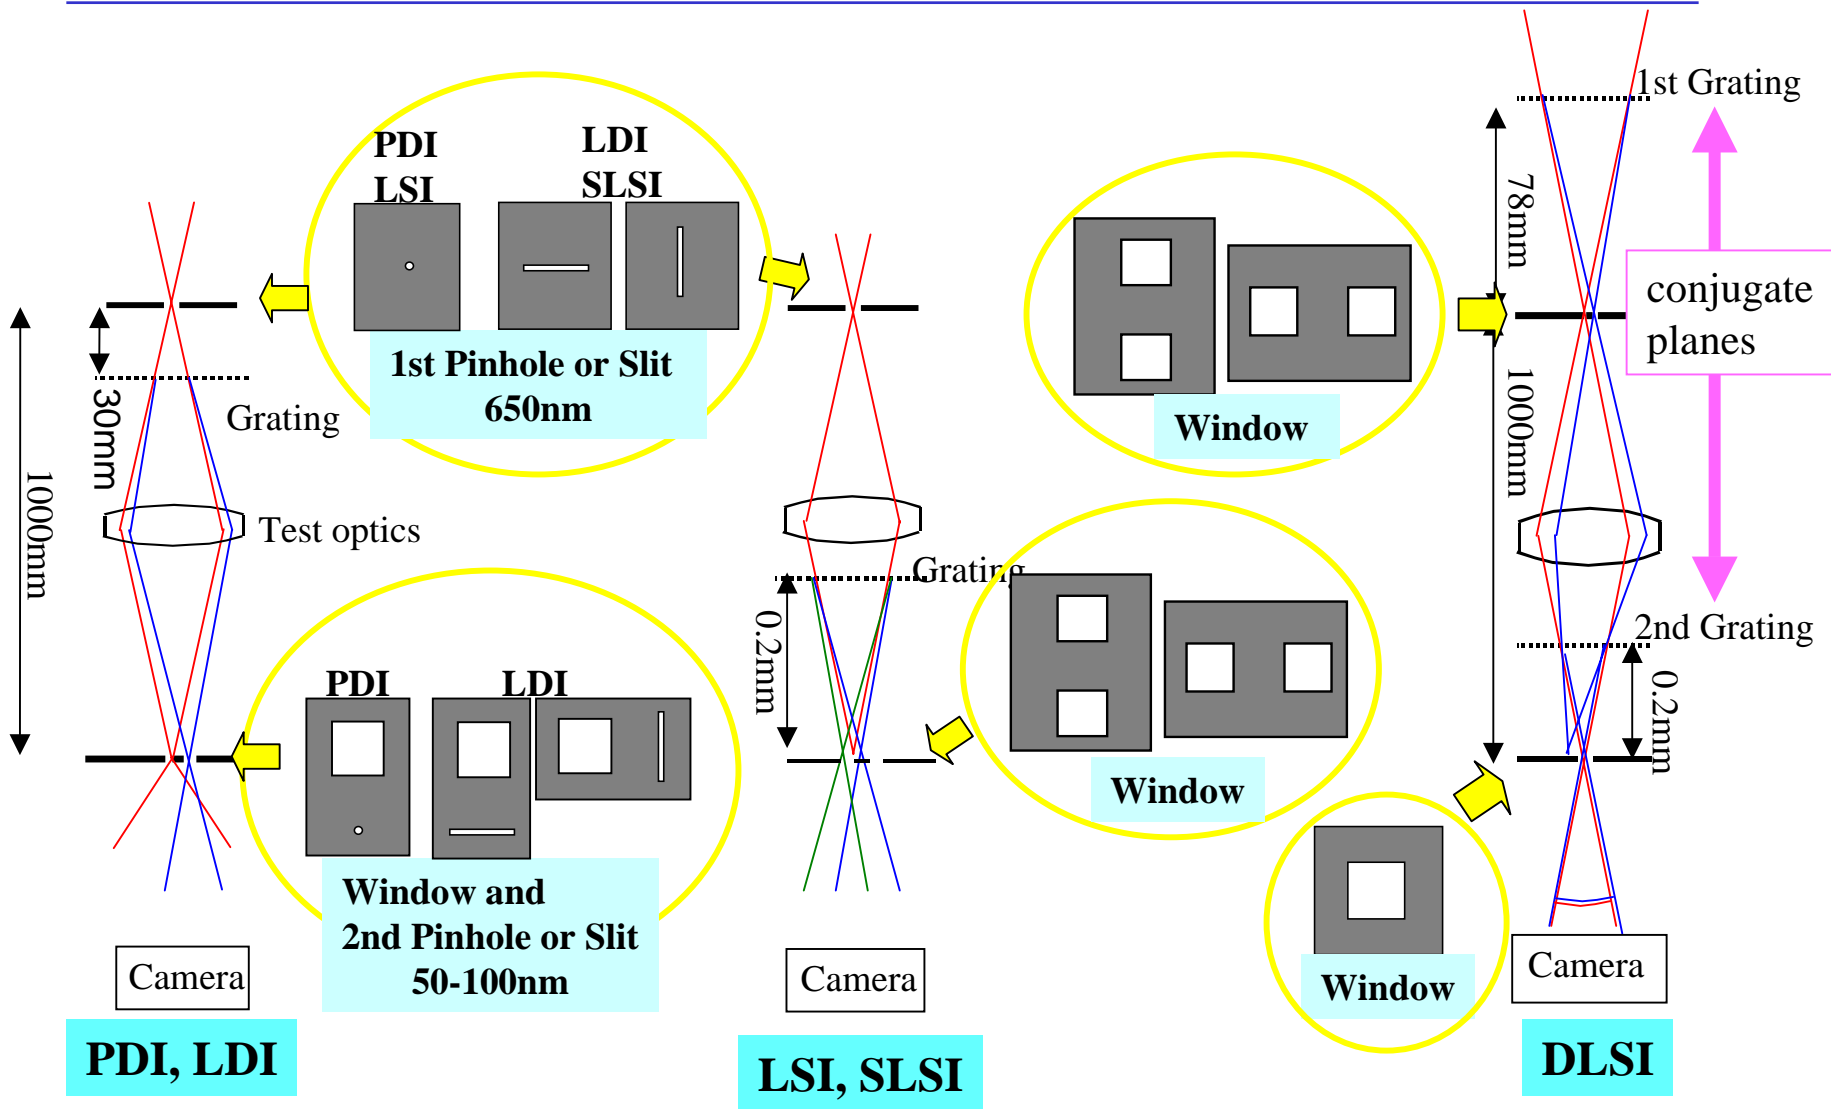 PDI
LSI
LDI
SLSI
1st Pinhole or Slit
650nm
30mm
1000mm
Grating
Test optics
PDI
LDI
Window and
2nd Pinhole or Slit
50-100nm
Camera
PDI, LDI
Grating
0.2mm
Window
Camera
LSI, SLSI
1st Grating
78mm
conjugate
planes
Window
1000mm
2nd Grating
0.2mm
Window
Camera
DLSI